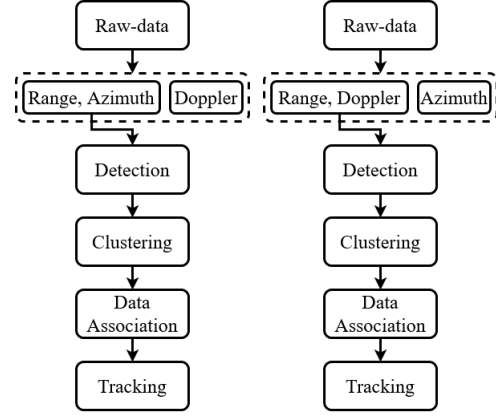 Raw-data
Range, Azimuth
Doppler
Detection
Clustering
Data
Association
Tracking
Raw-data
Range, Doppler
Azimuth
Detection
Clustering
Data
Association
Tracking